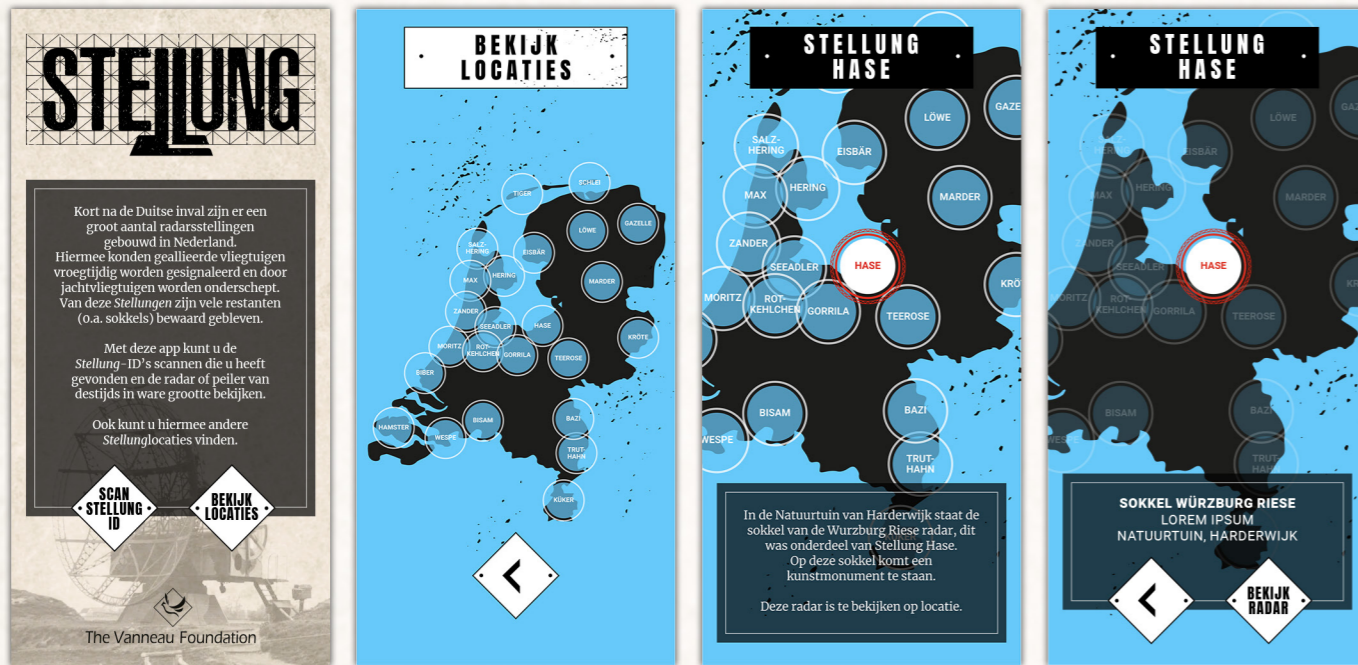 STELLUNG
Kort na de Duitse inval zijn er een
groot aantal radarsstellingen
gebouwd in Nederland.
Hiermee konden geallieerde vliegtuigen
vroegtijdig worden gesignaleerd en door
jachtvliegtuigen worden onderschept.
Van deze Stellungen zijn vele restanten
(o.a. sokkels) bewaard gebleven.
Met deze app kunt u de
Stellung-ID's scannen die u heeft
gevonden en de radar of peiler van
destijds in ware grootte bekijken.
Ook kunt u hiermee andere
Stellunglocaties vinden.
SCAN
STELLUNG
ID
BEKIJK
LOCATIES
The Vanneau Foundation
BEKIJK
LOCATIES
TIGER
SCHLEI
GAZELLE
LÖWE
SALZ-
HERING
EISBÄR
MAX
HERING
MARDER
ZANDER
SEEADLER
HASE
KRÖTE
MORITZ
ROT-
KEHLCHEN
GORRILA
TEEROSE
BIBER
HAMSTER
WESPE
BISAM
BAZI
TRUT-
HAHN
KÜKER
STELLUNG
HASE
GAZE
LÖWE
SALZ-
HERING
EISBÄR
MAX
HERING
MARDER
ZANDER
SEEADLER
HASE
KRÖ
MORITZ
ROT-
KEHLCHEN
GORRILA
TEEROSE
BISAM
BAZI
WESPE
TRUT-
HAHN
In de Natuurtuin van Harderwijk staat de
sokkel van de Wurzburg Riese radar, dit
was onderdeel van Stellung Hase.
Op deze sokkel komt een
kunstmonument te staan.
Deze radar is te bekijken op locatie.
STELLUNG
HASE
GAZ
LÖWE
HERING
EISBÄR
MAX
HERING
MARDER
ZANDER
SEEADLER
HASE
KR
MORITZ
ROT-
KEHLCHEN
GORRILA
TEEROSE
BISAM
BAZI
WESPE
TRUT-
HAHN
SOKKEL WÜRZBURG RIESE
LOREM IPSUM
NATUURTUIN, HARDERWIJK
BEKIJK
RADAR